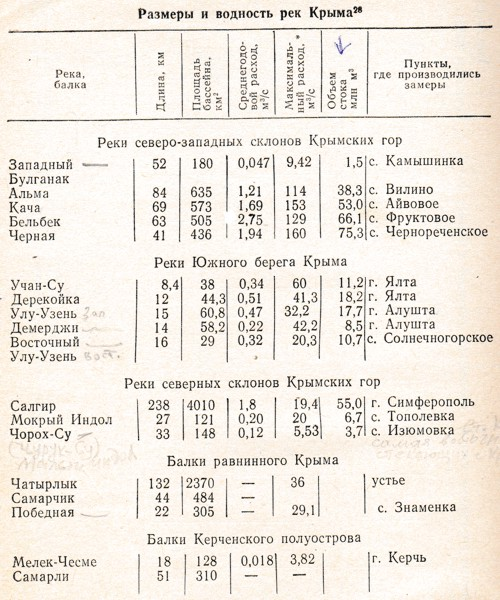 Размеры и водность рек Крыма²⁸
Река, балка | Длина, км | Площадь бассейна, км² | Среднегодовой расход, м³/с | Максимальный расход, м³/с | Объем стока млн м³ | Пункты, где производились замеры
Реки северо-западных склонов Крымских гор
Западный 52 180 0,047 9,42 1,5 с. Камышинка
Булганак
Альма 84 635 1,21 114 38,3 с. Вилино
Кача 69 573 1,69 153 53,0 с. Айвовое
Бельбек 63 505 2,75 129 66,1 с. Фруктовое
Черная 41 436 1,94 160 75,3 с. Чернореченское
Реки Южного берега Крыма
Учан-Су 8,4 38 0,34 60 11,2 г. Ялта
Дерекойка 12 44,3 0,51 41,3 18,2 г. Ялта
Улу-Узень зап 15 60,8 0,47 32,2 17,7 г. Алушта
Демерджи 14 58,2 0,22 42,2 8,5 г. Алушта
Восточный 16 29 0,32 20,3 10,7 с. Солнечногорское
Улу-Узень вост.
Реки северных склонов Крымских гор
Салгир 238 4010 1,8 19,4 55,0 г. Симферополь
Мокрый Индол 27 121 0,20 20 6,7 с. Тополевка
Чорох-Су 33 148 0,12 5,53 3,7 с. Изюмовка
Балки равнинного Крыма
Чатырлык 132 2370 — 36 устье
Самарчик 44 484 —
Победная 22 305 — 29,1 с. Знаменка
Балки Керченского полуострова
Мелек-Чесме 18 128 0,018 3,82 г. Керчь
Самарли 51 310 — —